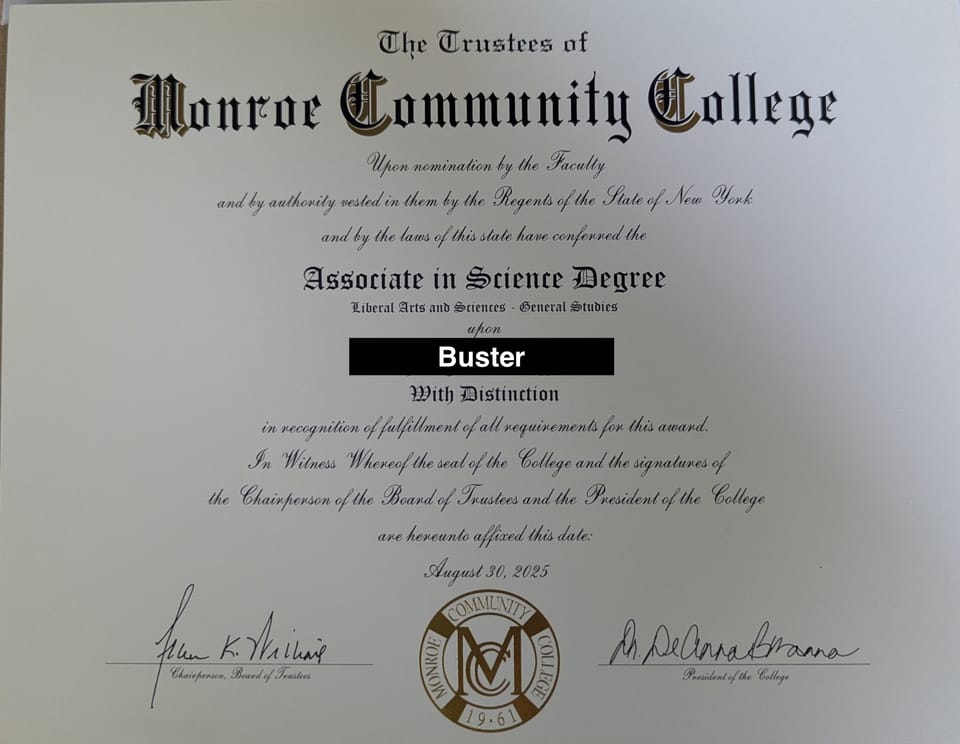 The Trustees of
Monroe Community College
Upon nomination by the Faculty
and by authority vested in them by the Regents of the State of New York
and by the laws of this state have conferred the
Associate in Science Degree
Liberal Arts and Sciences - General Studies
upon
Buster
With Distinction
in recognition of fulfillment of all requirements for this award.
In Witness Whereof the seal of the College and the signatures of
the Chairperson of the Board of Trustees and the President of the College
are hereunto affixed this date:
August 30, 2025
Dr. DeAnna
Chairperson, Board of Trustees
President of the College
MONROE COMMUNITY COLLEGE
MCC
19·61